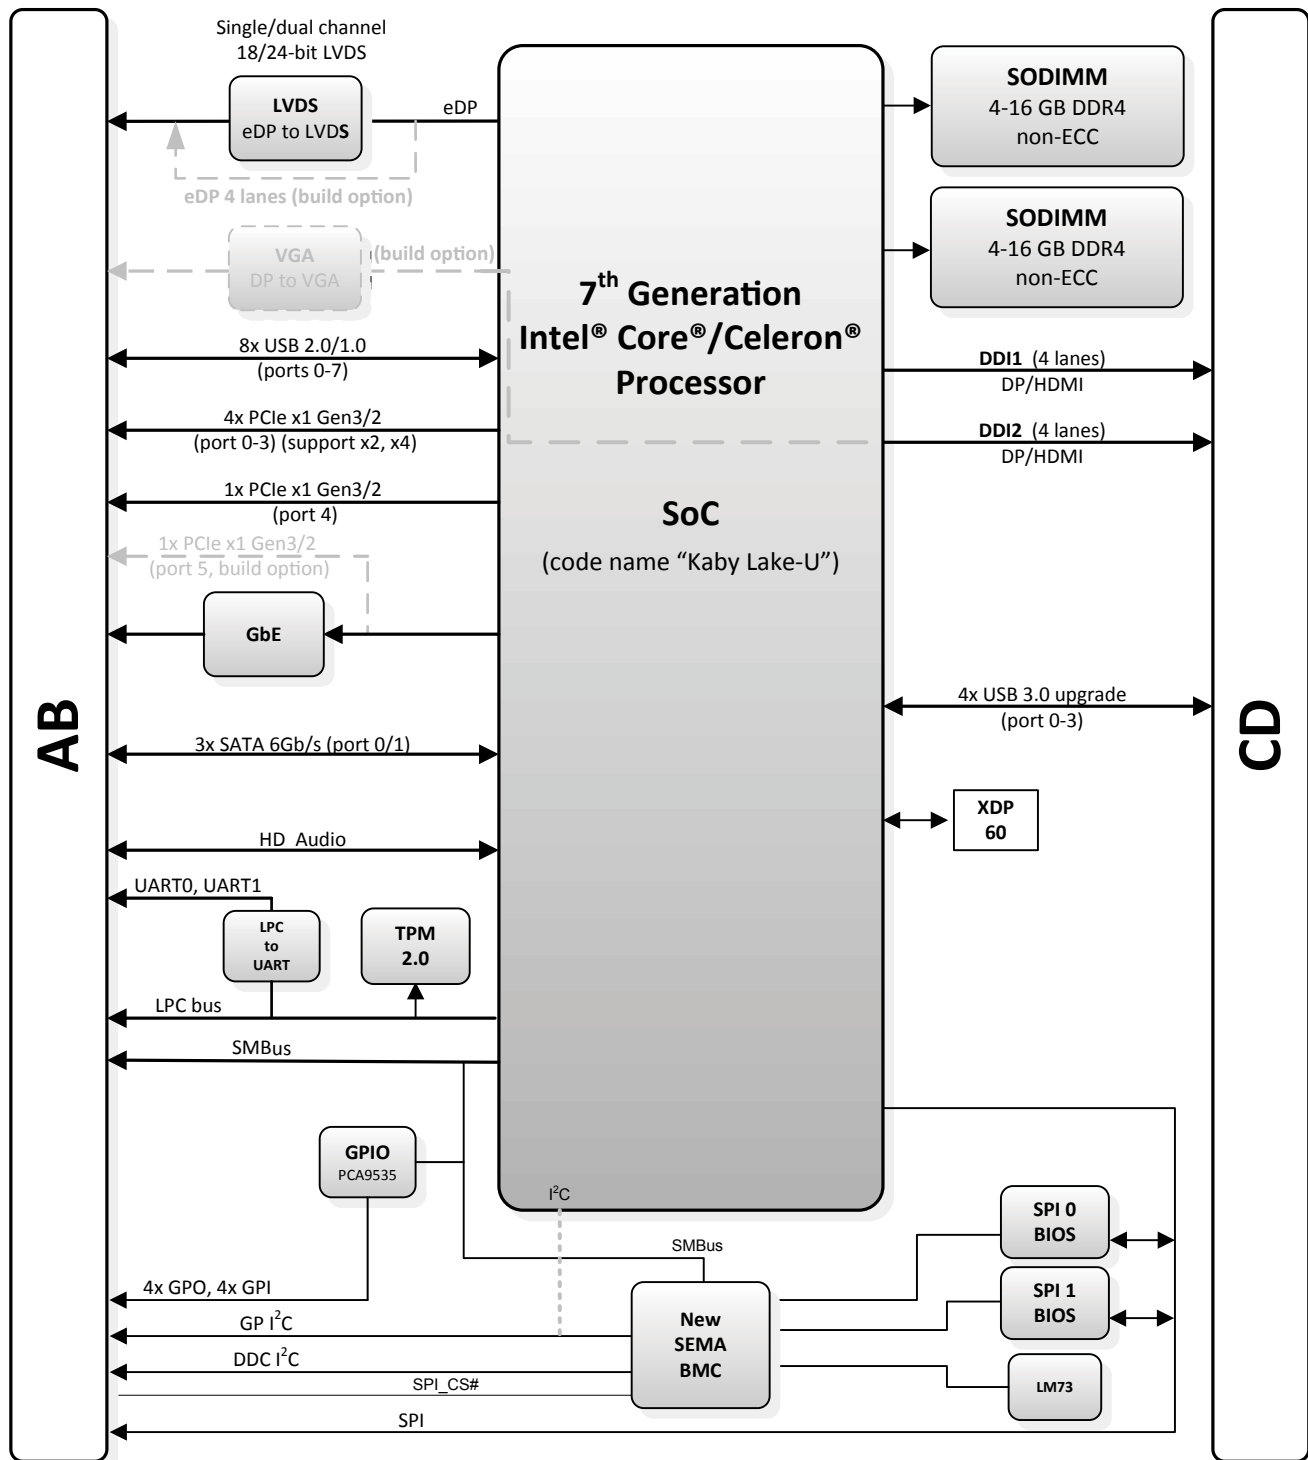 Single/dual channel
18/24-bit LVDS
LVDS
eDP to LVDS
eDP
eDP 4 lanes (build option)
VGA
DP to VGA
(build option)
8x USB 2.0/1.0
(ports 0-7)
4x PCIe x1 Gen3/2
(port 0-3) (support x2, x4)
1x PCIe x1 Gen3/2
(port 4)
1x PCIe x1 Gen3/2
(port 5, build option)
GbE
AB
3x SATA 6Gb/s (port 0/1)
HD Audio
UART0, UART1
LPC
to
UART
TPM
2.0
LPC bus
SMBus
GPIO
PCA9535
4x GPO, 4x GPI
GP I²C
DDC I²C
SPI_CS#
SPI
7th Generation
Intel® Core®/Celeron®
Processor
SoC
(code name “Kaby Lake-U”)
I²C
SMBus
New
SEMA
BMC
SODIMM
4-16 GB DDR4
non-ECC
SODIMM
4-16 GB DDR4
non-ECC
DDI1 (4 lanes)
DP/HDMI
DDI2 (4 lanes)
DP/HDMI
4x USB 3.0 upgrade
(port 0-3)
CD
XDP
60
SPI 0
BIOS
SPI 1
BIOS
LM73